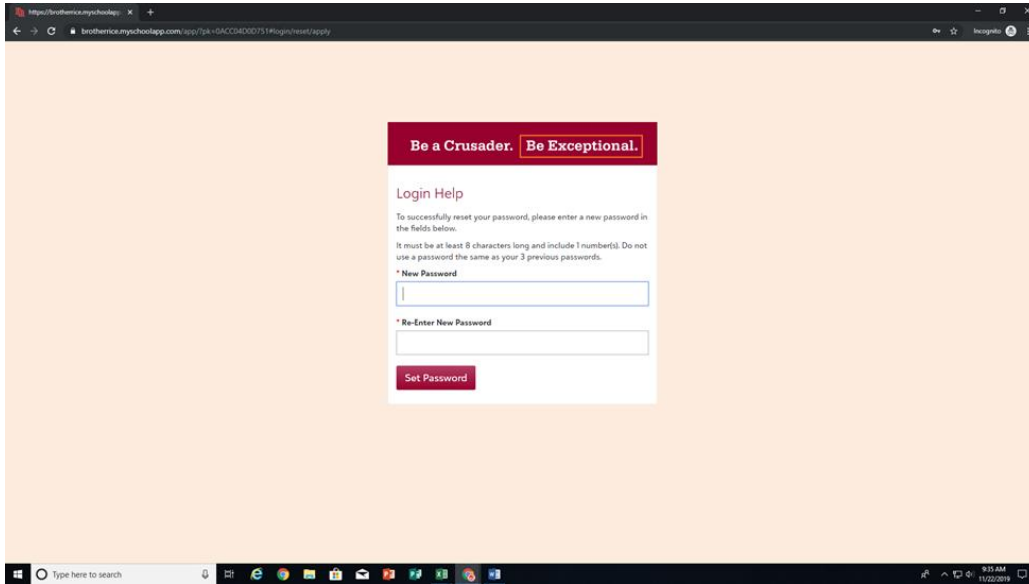 https://brotherrice.myschoolapp.
brotherrice.myschoolapp.com/app/?pk=0ACC04D0D751#login/reset/apply
Incognito
Be a Crusader. Be Exceptional.
Login Help
To successfully reset your password, please enter a new password in
the fields below.
It must be at least 8 characters long and include 1 number(s). Do not
use a password the same as your 3 previous passwords.
* New Password
* Re-Enter New Password
Set Password
Type here to search
9:35 AM
11/22/2019